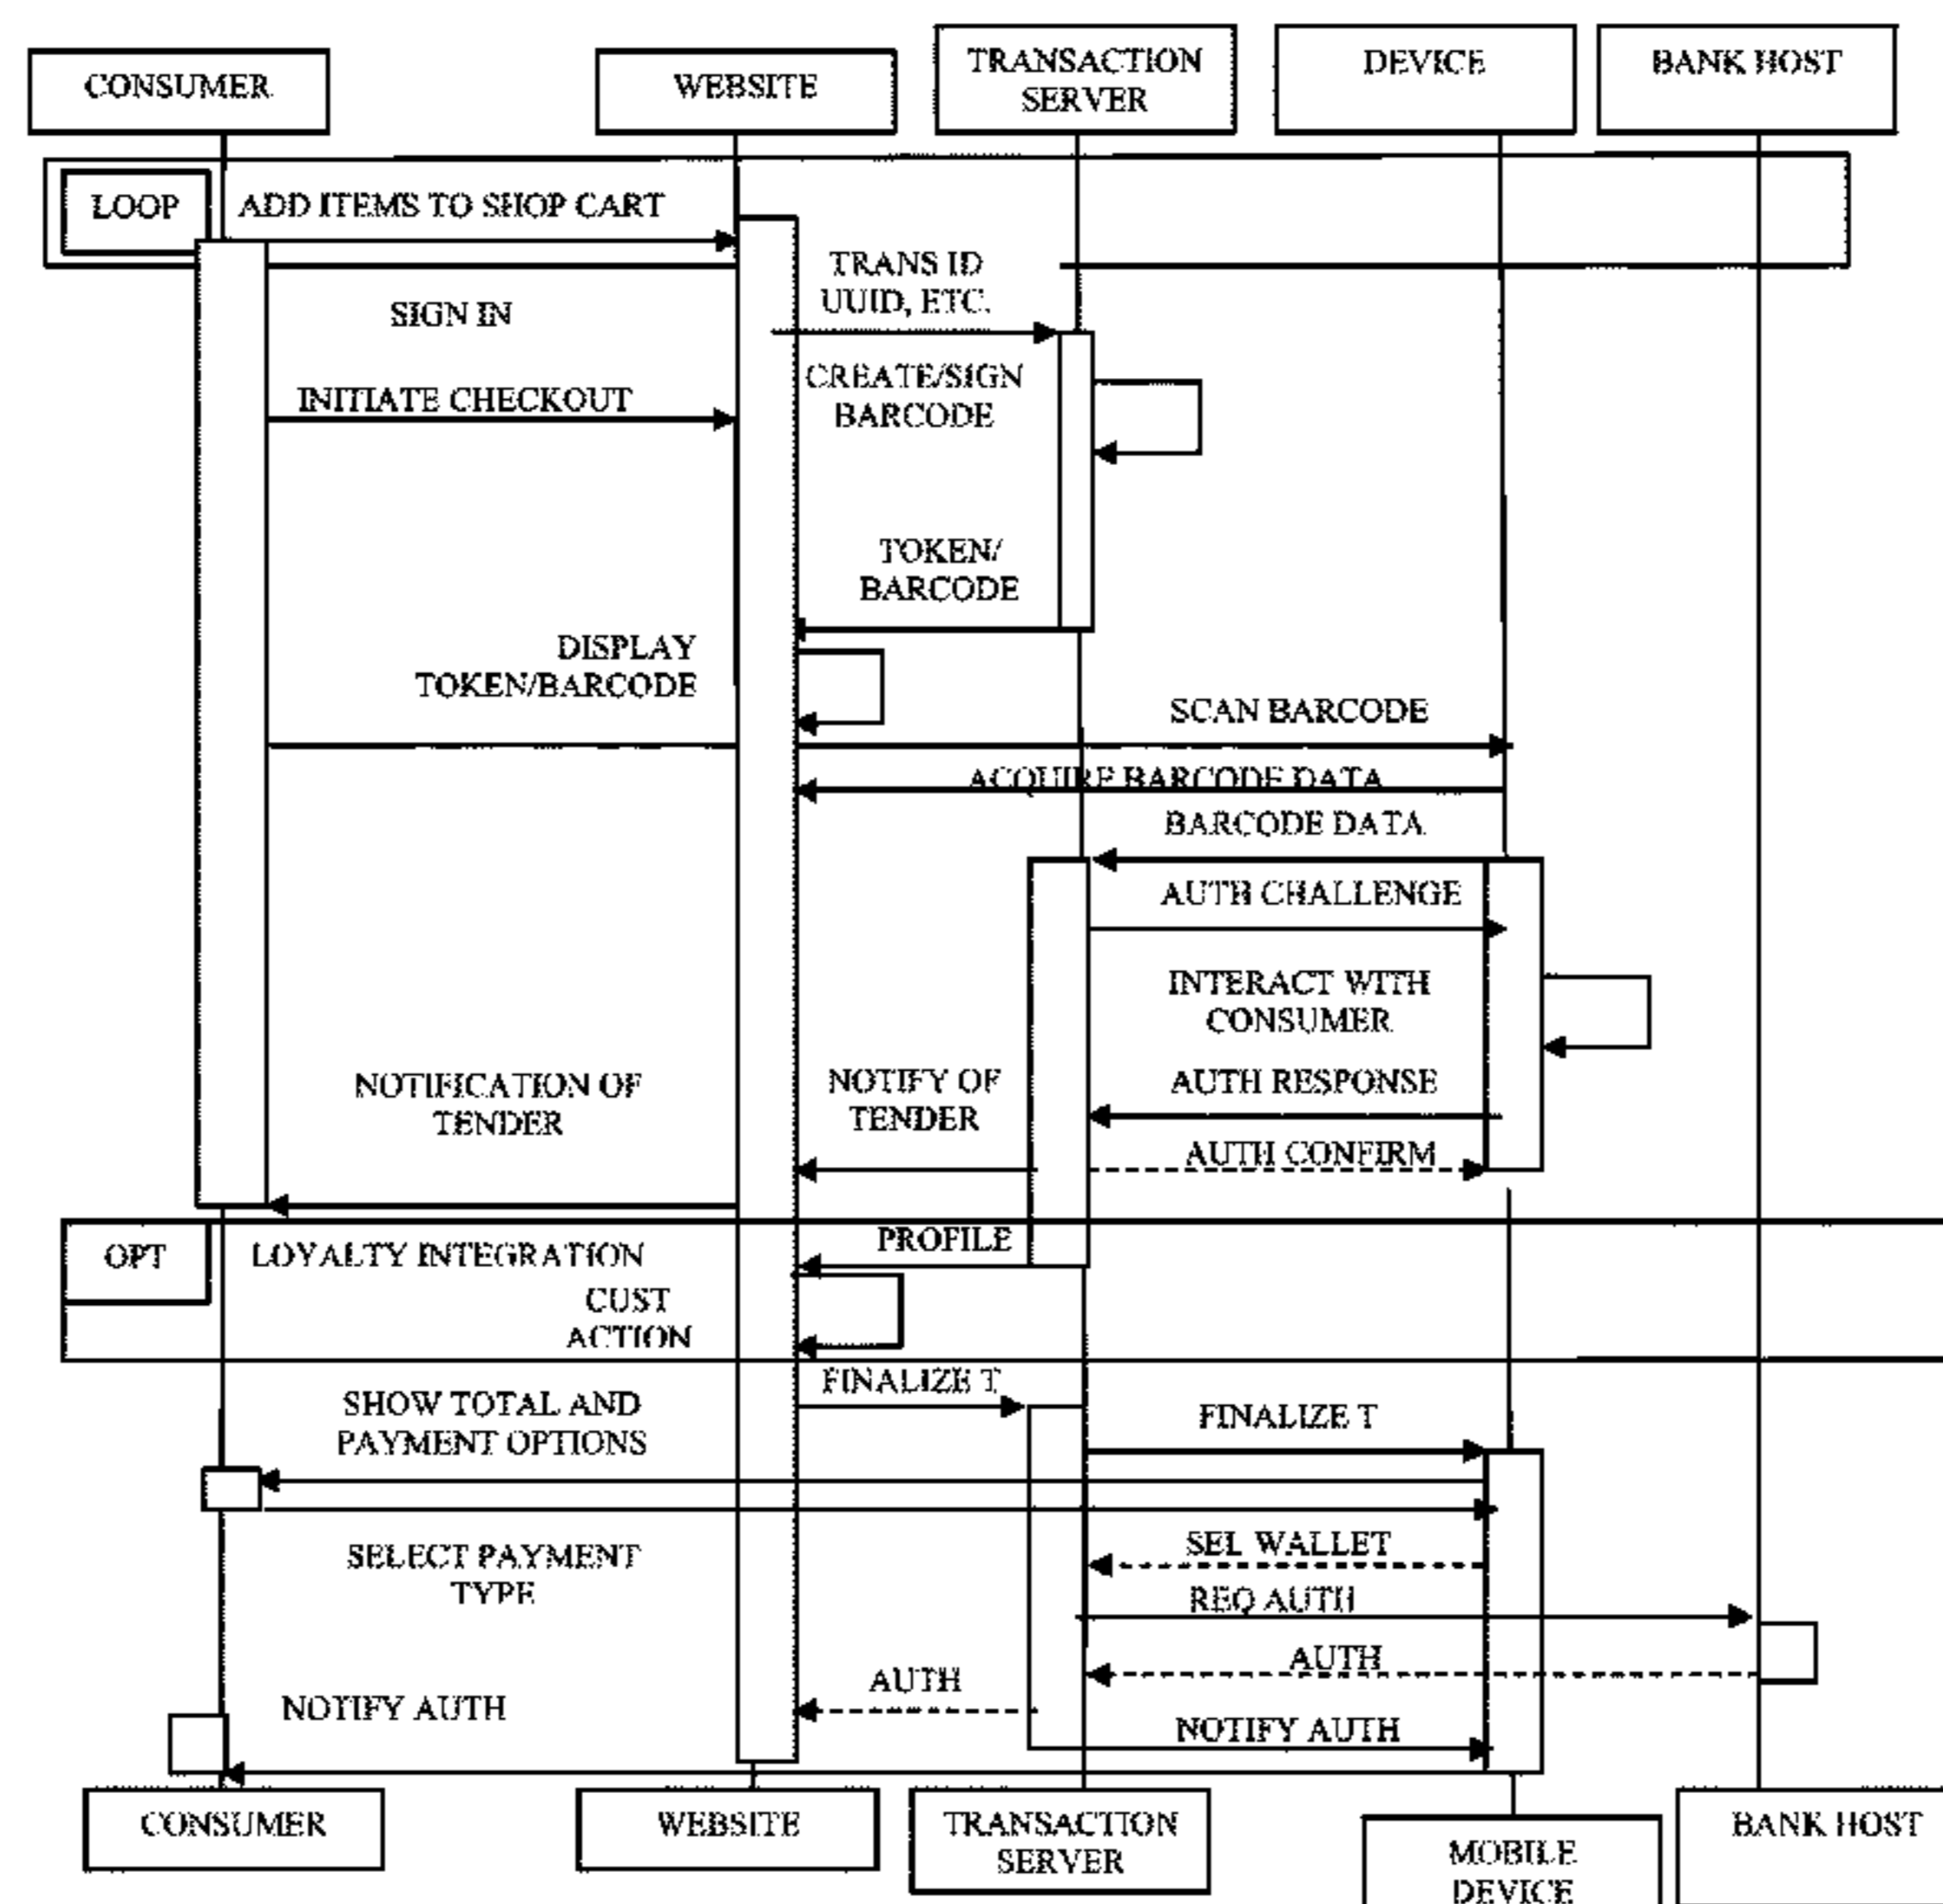 CONSUMER
WEBSITE
TRANSACTION
SERVER
DEVICE
BANK HOST
LOOP
ADD ITEMS TO SHOP CART
TRANS ID
UUID, ETC.
SIGN IN
CREATE/SIGN
BARCODE
INITIATE CHECKOUT
TOKEN/
BARCODE
DISPLAY
TOKEN/BARCODE
SCAN BARCODE
ACQUIRE BARCODE DATA
BARCODE DATA
AUTH CHALLENGE
INTERACT WITH
CONSUMER
NOTIFICATION OF
TENDER
NOTIFY OF
TENDER
AUTH RESPONSE
AUTH CONFIRM
OPT
LOYALTY INTEGRATION
PROFILE
CUST
ACTION
FINALIZE T
SHOW TOTAL AND
PAYMENT OPTIONS
FINALIZE T
SELECT PAYMENT
TYPE
SEL WALLET
REQ AUTH
AUTH
AUTH
NOTIFY AUTH
NOTIFY AUTH
CONSUMER
WEBSITE
TRANSACTION
SERVER
MOBILE
DEVICE
BANK HOST